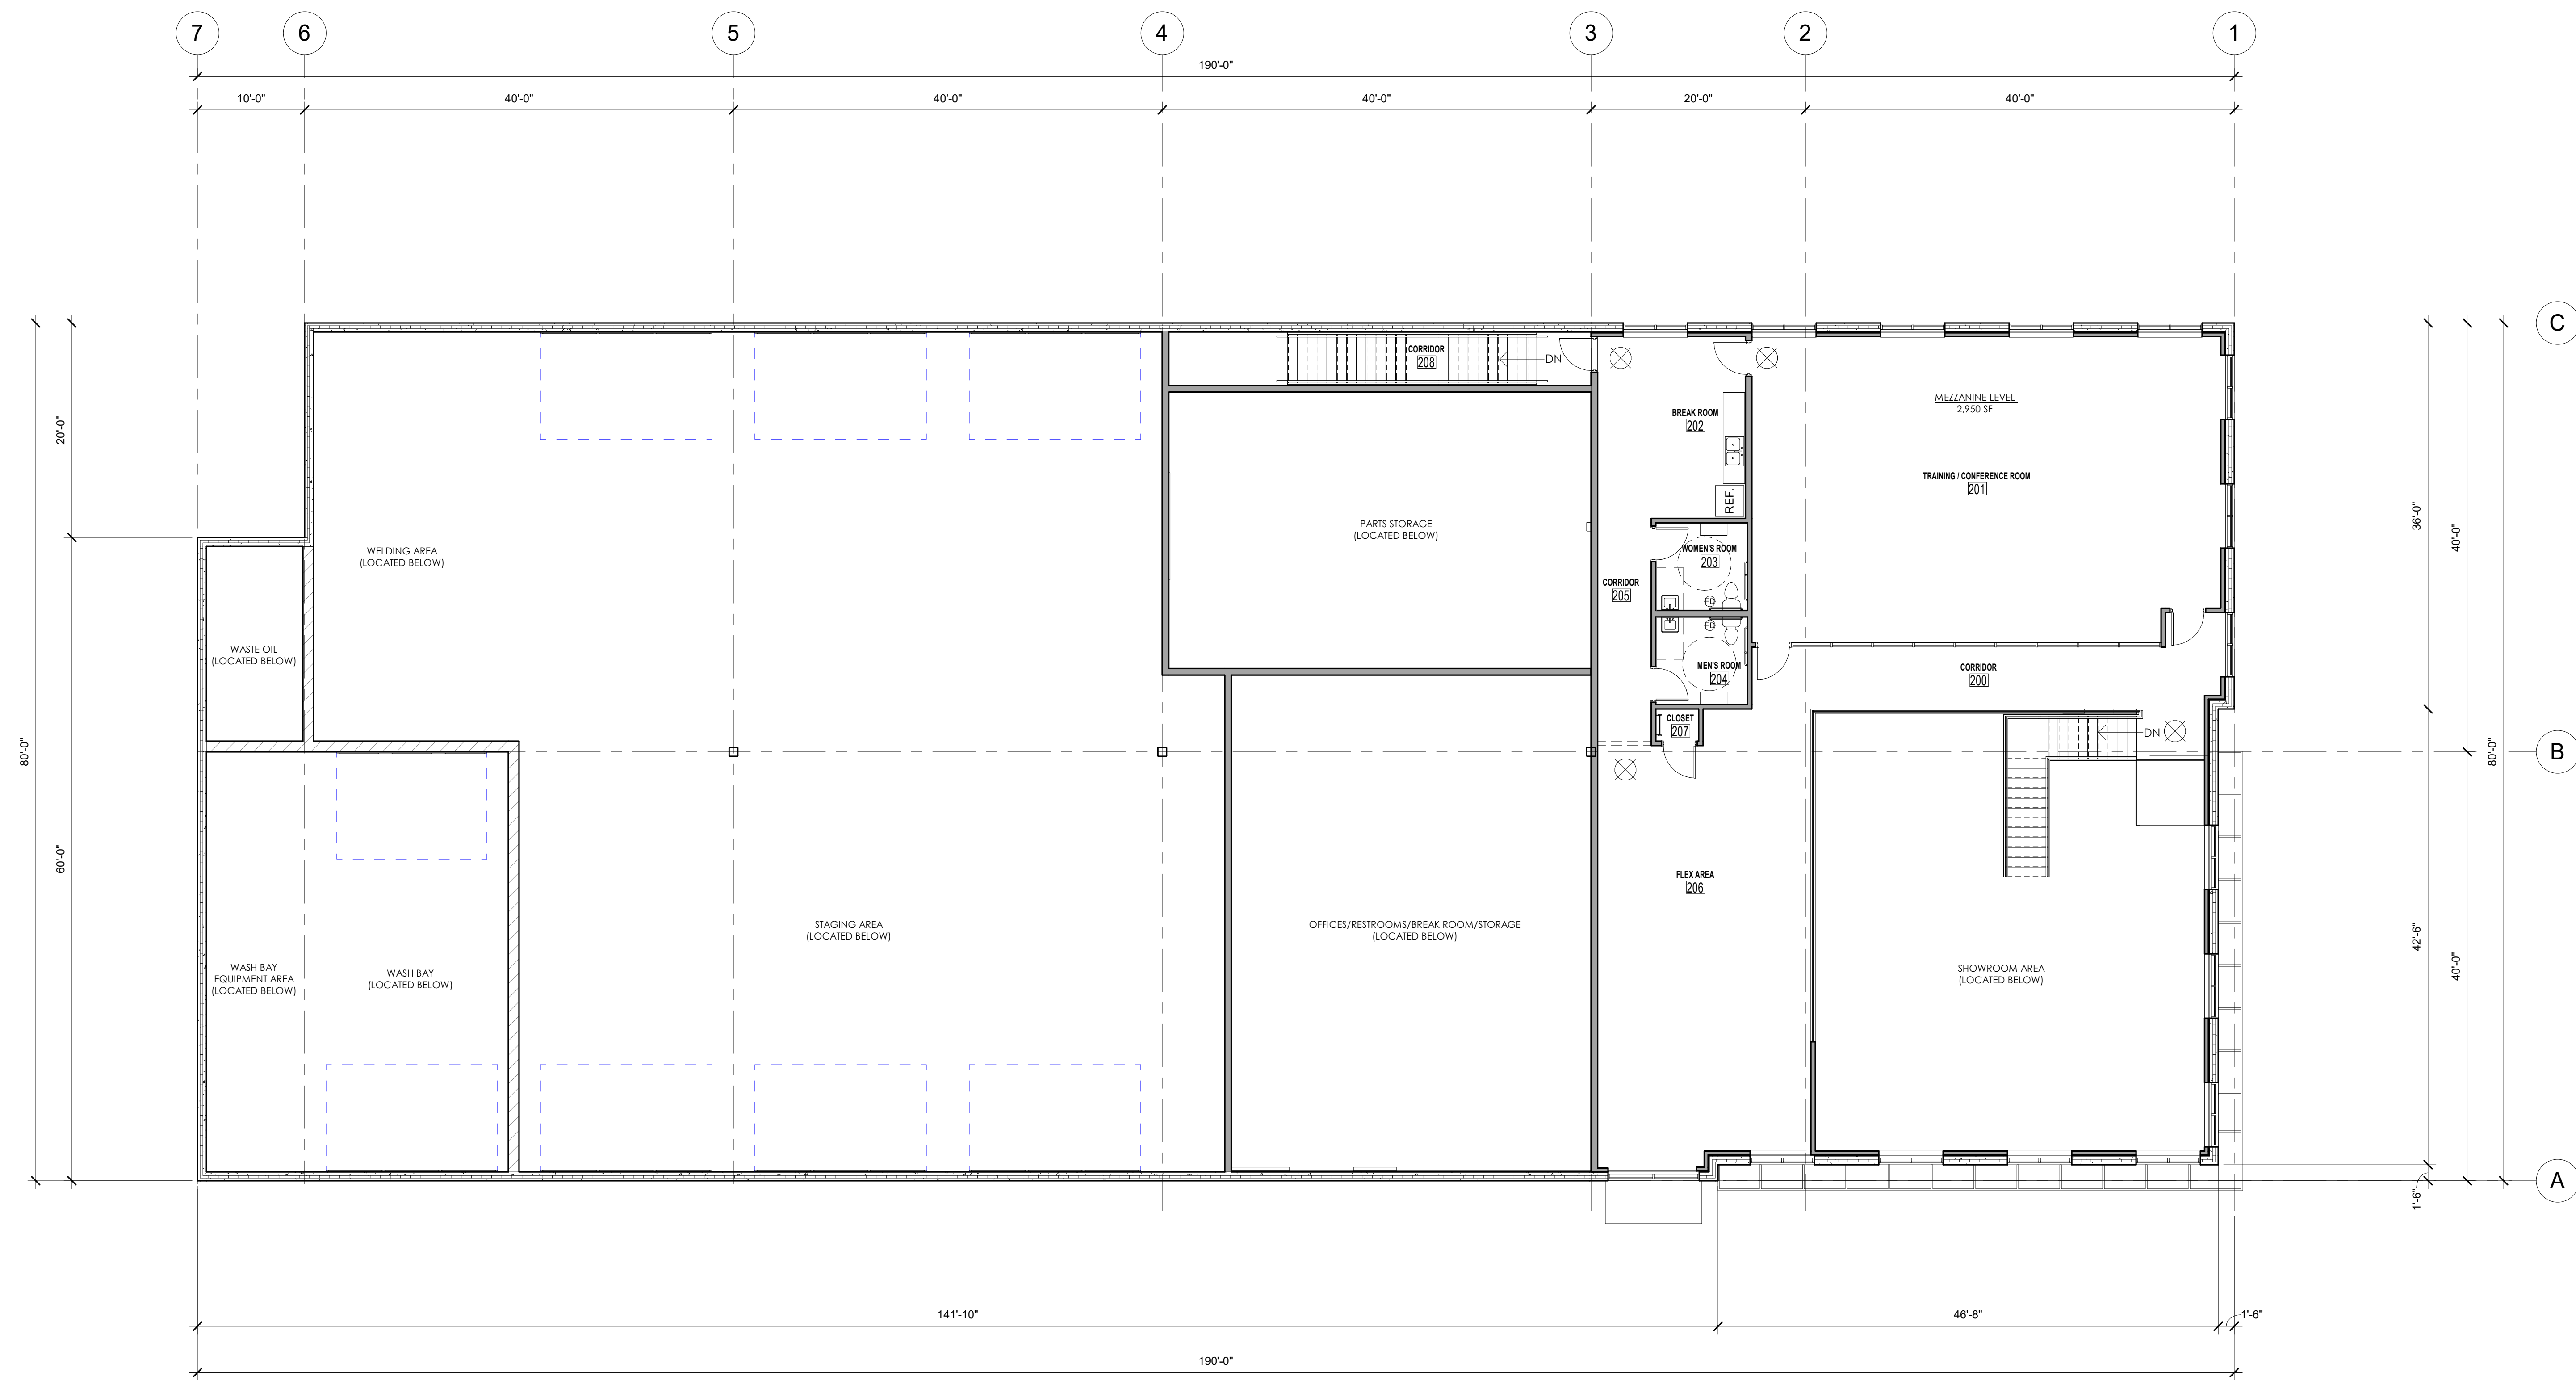 7
6
5
4
3
2
1
190'-0"
10'-0"
40'-0"
40'-0"
40'-0"
20'-0"
40'-0"
C
CORRIDOR
208
DN
BREAK ROOM
202
REF.
MEZZANINE LEVEL
2,950 SF
TRAINING / CONFERENCE ROOM
201
20'-0"
36'-0"
40'-0"
PARTS STORAGE
(LOCATED BELOW)
WELDING AREA
(LOCATED BELOW)
WOMEN'S ROOM
203
FD
CORRIDOR
205
FD
MEN'S ROOM
204
WASTE OIL
(LOCATED BELOW)
CORRIDOR
200
CLOSET
207
DN
80'-0"
B
80'-0"
60'-0"
FLEX AREA
206
STAGING AREA
(LOCATED BELOW)
OFFICES/RESTROOMS/BREAK ROOM/STORAGE
(LOCATED BELOW)
42'-6"
40'-0"
WASH BAY
EQUIPMENT AREA
(LOCATED BELOW)
WASH BAY
(LOCATED BELOW)
SHOWROOM AREA
(LOCATED BELOW)
A
1'-6"
141'-10"
46'-8"
1'-6"
190'-0"